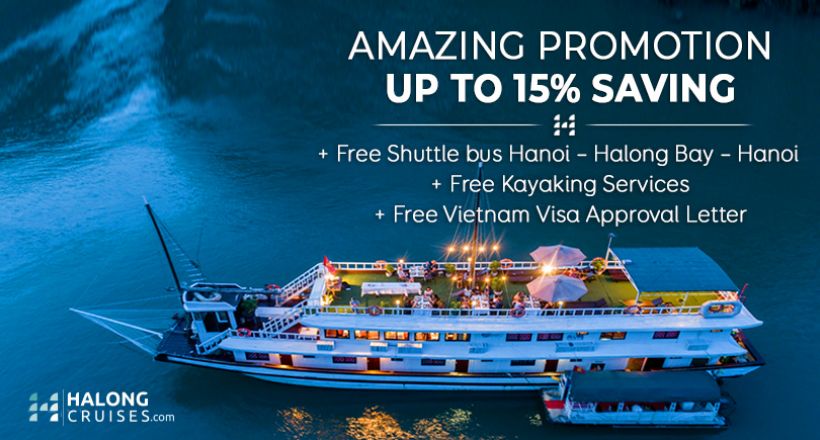 AMAZING PROMOTION
UP TO 15% SAVING
+ Free Shuttle bus Hanoi – Halong Bay – Hanoi
+ Free Kayaking Services
+ Free Vietnam Visa Approval Letter
HALONG
CRUISES.com